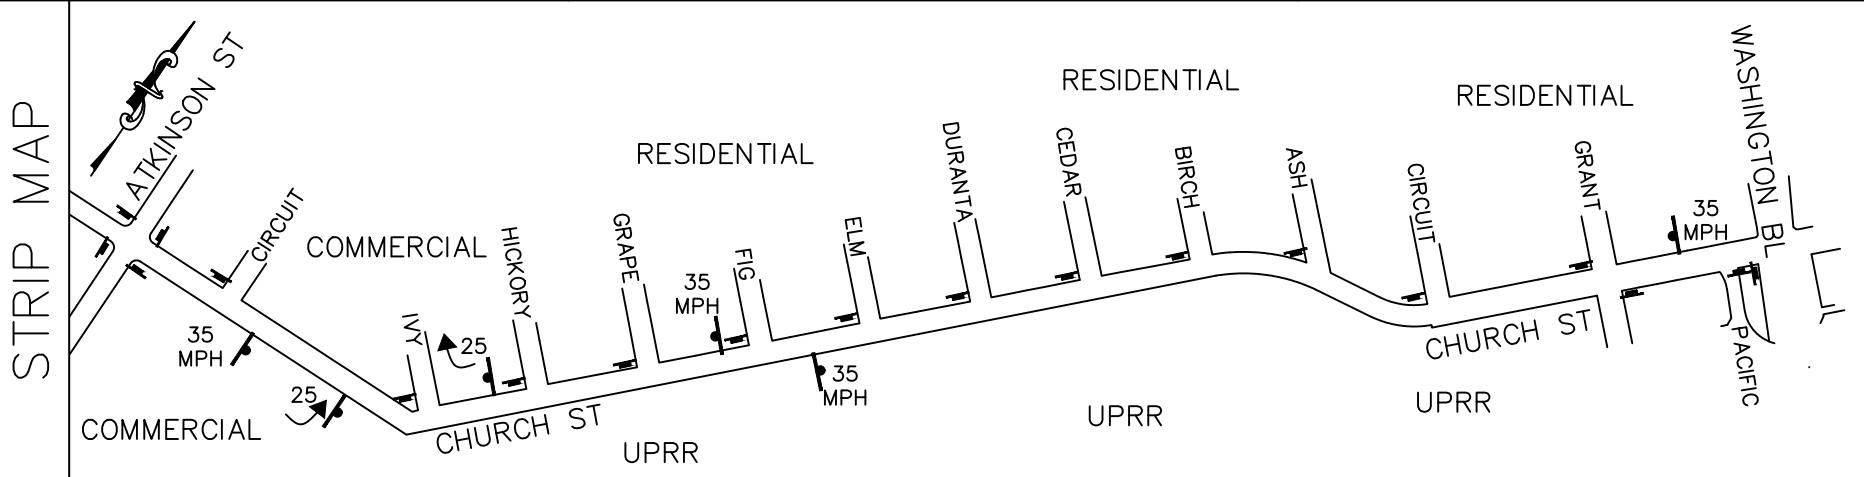 STRIP MAP
ATKINSON ST
CIRCUIT
COMMERCIAL
35
MPH
25
COMMERCIAL
IVY
25
HICKORY
CHURCH ST
GRAPE
RESIDENTIAL
35
MPH
FIG
UPRR
35
MPH
ELM
DURANTA
RESIDENTIAL
CEDAR
BIRCH
UPRR
ASH
CIRCUIT
RESIDENTIAL
CHURCH ST
UPRR
GRANT
35
MPH
WASHINGTON BL
PACIFIC